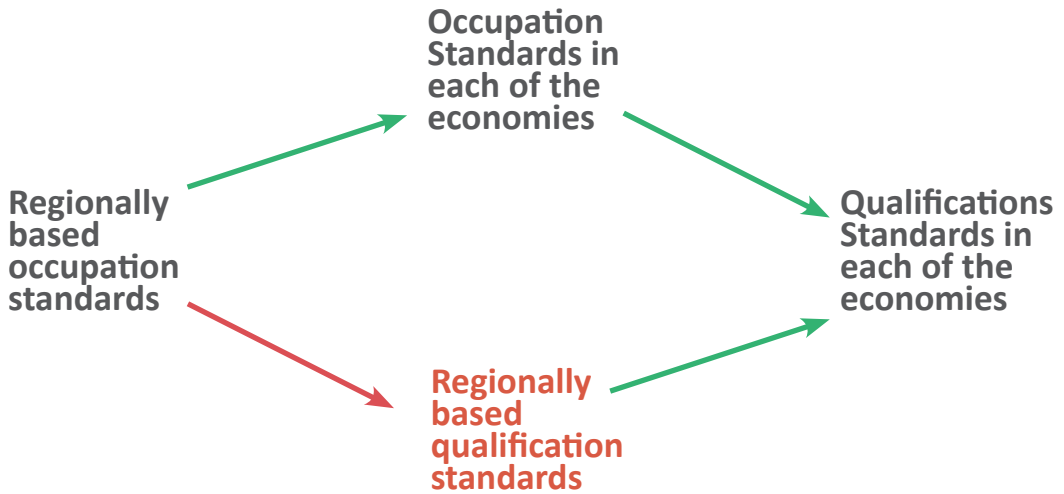 Occupation
Standards in
each of the
economies
Regionally
based
occupation
standards
Qualifications
Standards in
each of the
economies
Regionally
based
qualification
standards